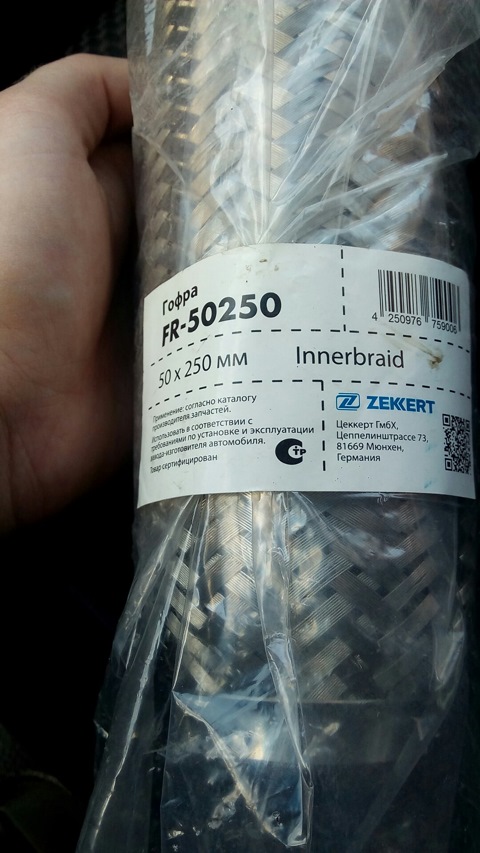 Гофра
FR-50250
4 250976 759006
50 x 250 мм
Innerbraid
Применение: согласно каталогу
производителя запчастей.
Использовать в соответствии с
требованиями по установке и эксплуатации
завода-изготовителя автомобиля.
Товар сертифицирован
СТР
ZEKKERT
Цеккерт ГмбХ,
Цеппелинштрассе 73,
81669 Мюнхен,
Германия